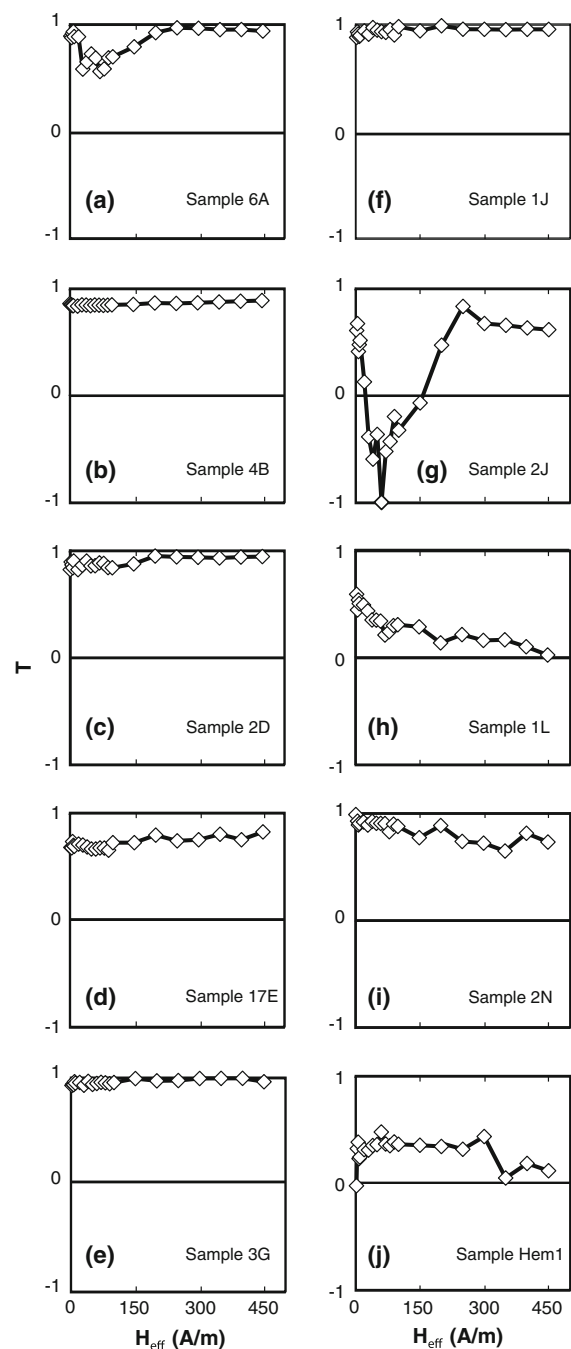 1
0
-1
(a) Sample 6A
1
0
-1
(f) Sample 1J
1
0
-1
(b) Sample 4B
1
0
-1
(g) Sample 2J
1
0
-1
(c) Sample 2D
1
0
-1
(h) Sample 1L
T
1
0
-1
(d) Sample 17E
1
0
-1
(i) Sample 2N
1
0
-1
(e) Sample 3G
0 150 300 450
H_eff (A/m)
1
0
-1
(j) Sample Hem1
0 150 300 450
H_eff (A/m)